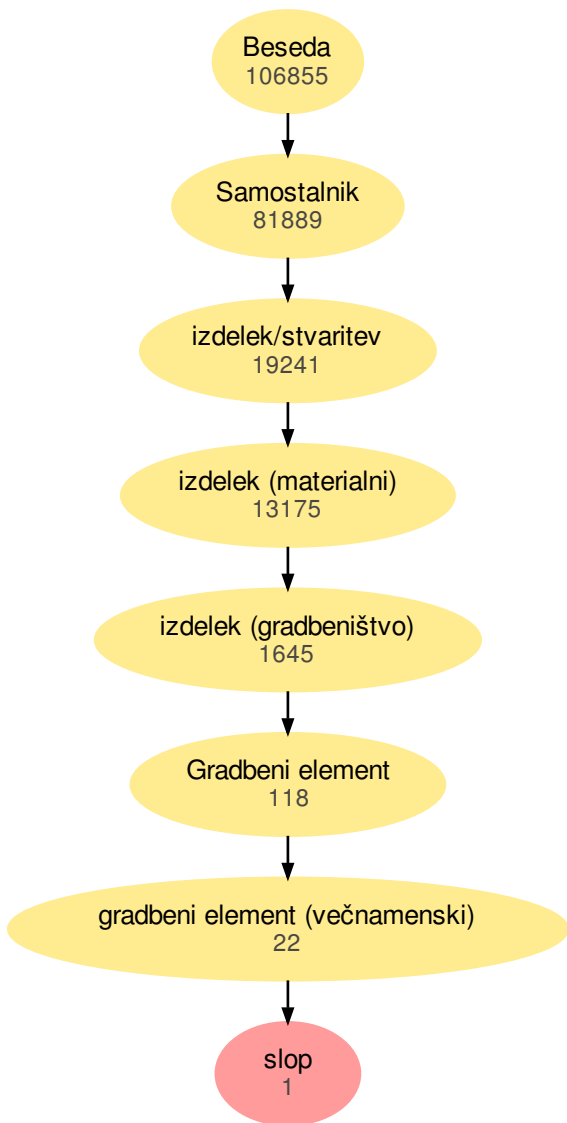 Beseda
106855
Samostalnik
81889
izdelek/stvaritev
19241
izdelek (materialni)
13175
izdelek (gradbeništvo)
1645
Gradbeni element
118
gradbeni element (večnamenski)
22
slop
1